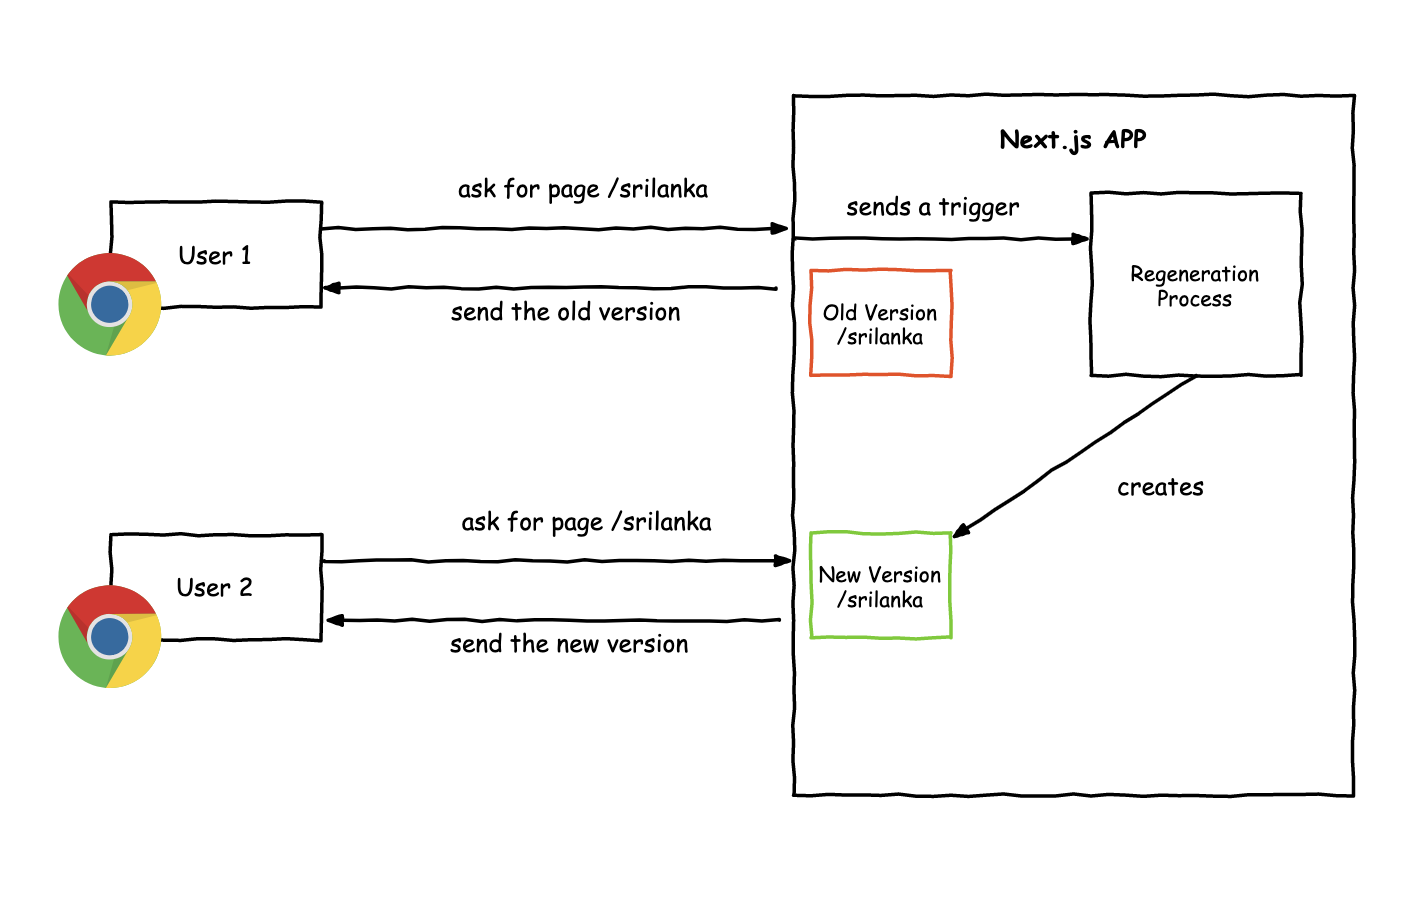 Next.js APP
ask for page /srilanka
sends a trigger
User 1
Regeneration
Process
send the old version
Old Version
/srilanka
creates
ask for page /srilanka
User 2
New Version
/srilanka
send the new version